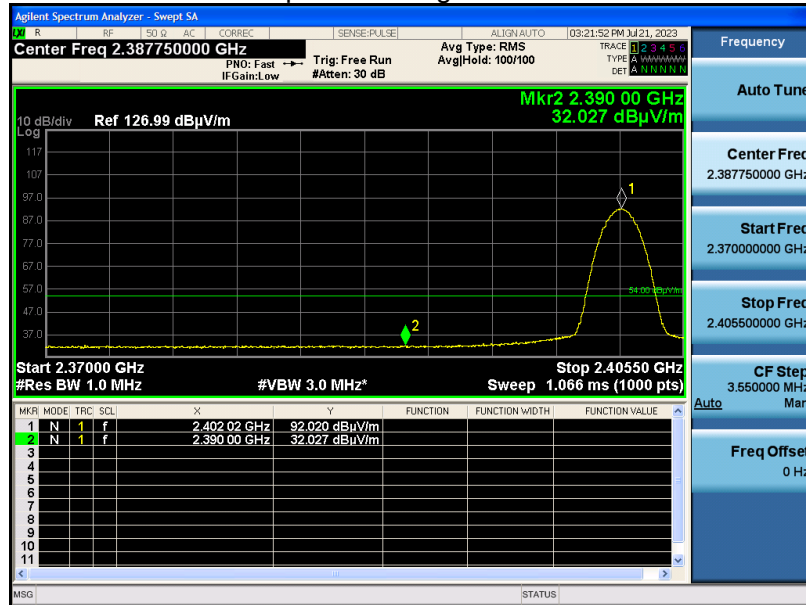 Agilent Spectrum Analyzer - Swept SA
LXI R RF 50 Ω AC CORREC SENSE:PULSE ALIGN AUTO 03:21:52 PM Jul 21, 2023
Center Freq 2.387750000 GHz
PNO: Fast
IFGain:Low
Trig: Free Run
#Atten: 30 dB
Avg Type: RMS
Avg|Hold: 100/100
TRACE 1 2 3 4 5 6
TYPE A WWWWW
DET A N N N N N
Mkr2 2.390 00 GHz
32.027 dBµV/m
10 dB/div Ref 126.99 dBµV/m
Log
117
107
97.0
87.0
77.0
67.0
57.0
47.0
37.0
1
2
54.00 dBµV/m
Start 2.37000 GHz Stop 2.40550 GHz
#Res BW 1.0 MHz #VBW 3.0 MHz* Sweep 1.066 ms (1000 pts)
MKR MODE TRC SCL X Y FUNCTION FUNCTION WIDTH FUNCTION VALUE
1 N 1 f 2.402 02 GHz 92.020 dBµV/m
2 N 1 f 2.390 00 GHz 32.027 dBµV/m
3
4
5
6
7
8
9
10
11
MSG STATUS
Frequency
Auto Tune
Center Freq
2.387750000 GHz
Start Freq
2.370000000 GHz
Stop Freq
2.405500000 GHz
CF Step
3.550000 MHz
Auto Man
Freq Offset
0 Hz